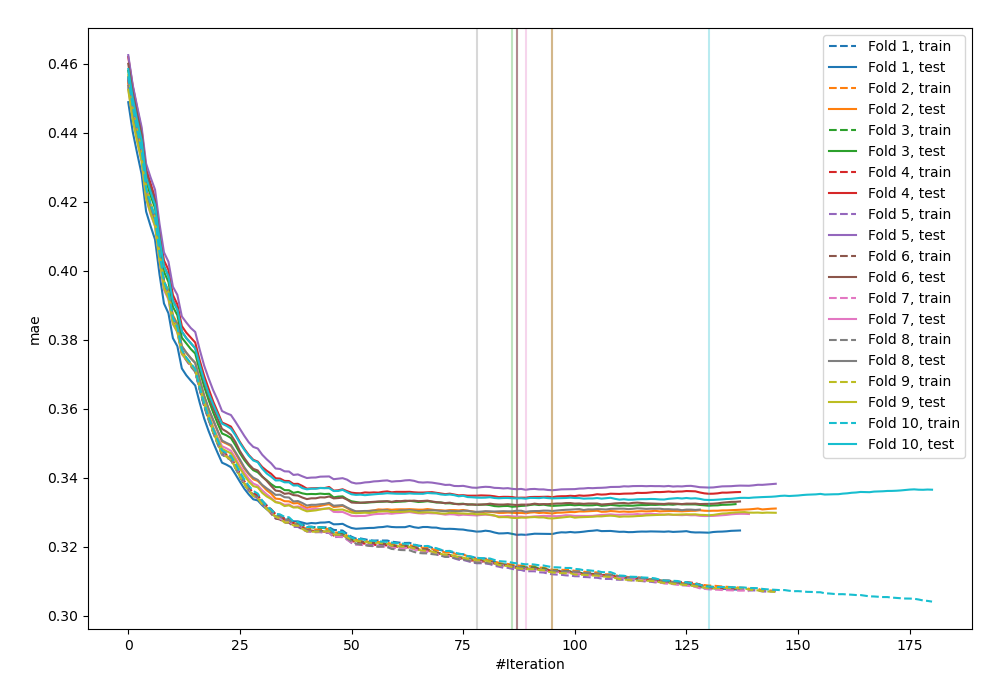 mae
0.46
0.44
0.42
0.40
0.38
0.36
0.34
0.32
0.30
0
25
50
75
100
125
150
175
#Iteration
Fold 1, train
Fold 1, test
Fold 2, train
Fold 2, test
Fold 3, train
Fold 3, test
Fold 4, train
Fold 4, test
Fold 5, train
Fold 5, test
Fold 6, train
Fold 6, test
Fold 7, train
Fold 7, test
Fold 8, train
Fold 8, test
Fold 9, train
Fold 9, test
Fold 10, train
Fold 10, test